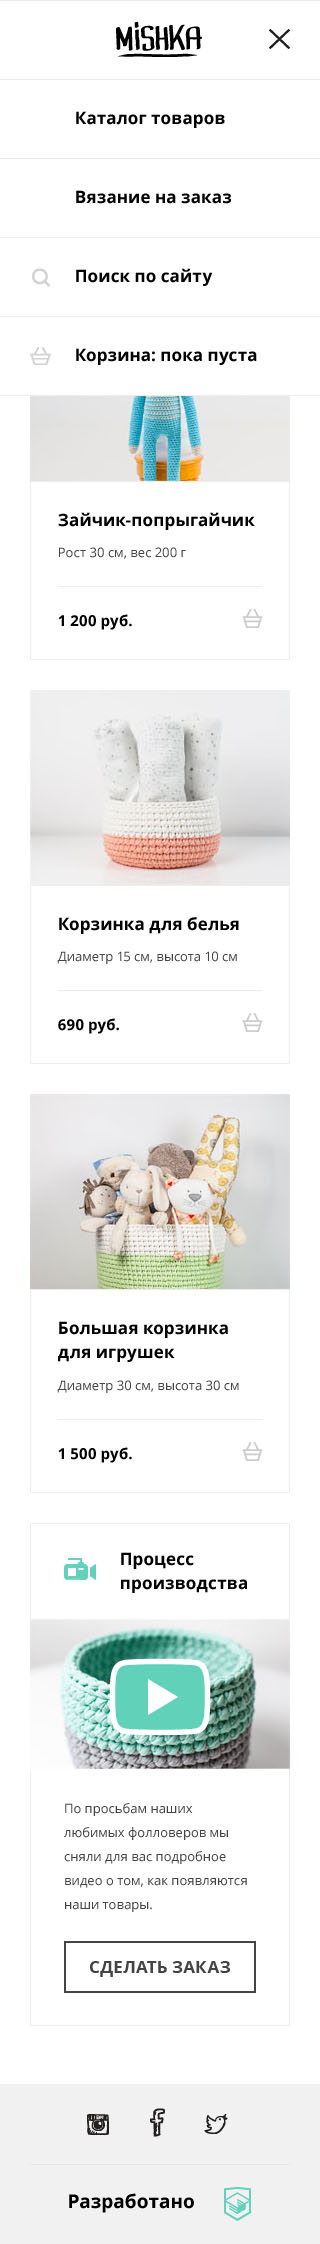 MiSHKA
Каталог товаров
Вязание на заказ
Поиск по сайту
Корзина: пока пуста
Зайчик-попрыгайчик
Рост 30 см, вес 200 г
1 200 руб.
Корзинка для белья
Диаметр 15 см, высота 10 см
690 руб.
Большая корзинка
для игрушек
Диаметр 30 см, высота 30 см
1 500 руб.
Процесс
производства
По просьбам наших
любимых фолловеров мы
сняли для вас подробное
видео о том, как появляются
наши товары.
СДЕЛАТЬ ЗАКАЗ
Разработано